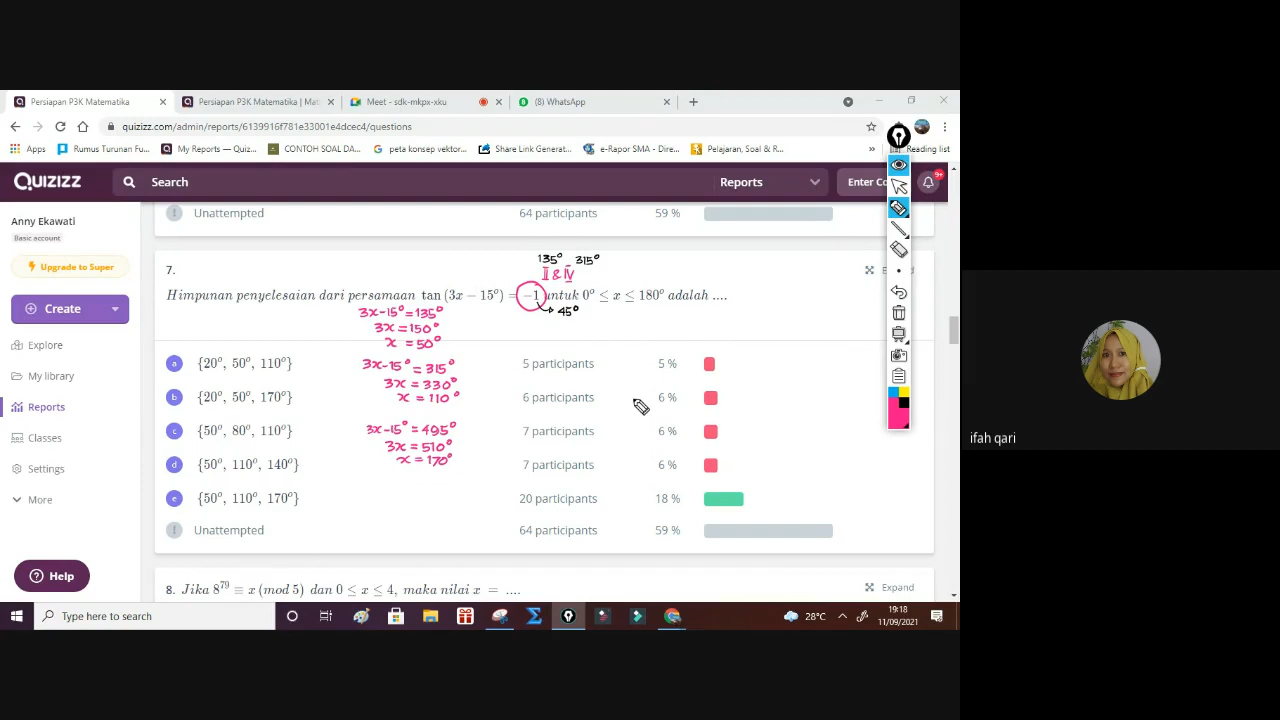 Persiapan P3K Matematika
Persiapan P3K Matematika | Mat
Meet - sdk-mkpx-xku
(8) WhatsApp
quizizz.com/admin/reports/6139916f781e33001e4dcec4/questions
Apps
Rumus Turunan Fu...
My Reports — Quiz...
CONTOH SOAL DA...
peta konsep vektor...
Share Link Generat...
e-Rapor SMA - Dire...
Pelajaran, Soal & R...
»
Reading list
QUIZIZZ
Search
Reports
Enter Co
9+
Anny Ekawati
Basic account
Upgrade to Super
Create
Explore
My library
Reports
Classes
Settings
More
Help
! Unattempted 64 participants 59 %
7.
135° 315°
II & IV
Himpunan penyelesaian dari persamaan tan (3x − 15°) = −1 untuk 0° ≤ x ≤ 180° adalah ....
45°
3x-15° = 135°
3x = 150°
x = 50°
3x-15° = 315°
3x = 330°
x = 110°
3x-15° = 495°
3x = 510°
x = 170°
a {20°, 50°, 110°} 5 participants 5 %
b {20°, 50°, 170°} 6 participants 6 %
c {50°, 80°, 110°} 7 participants 6 %
d {50°, 110°, 140°} 7 participants 6 %
e {50°, 110°, 170°} 20 participants 18 %
! Unattempted 64 participants 59 %
8. Jika 8⁷⁹ ≡ x (mod 5) dan 0 ≤ x ≤ 4, maka nilai x = ....
Expand
Type here to search
28°C
19:18
11/09/2021
ifah qari